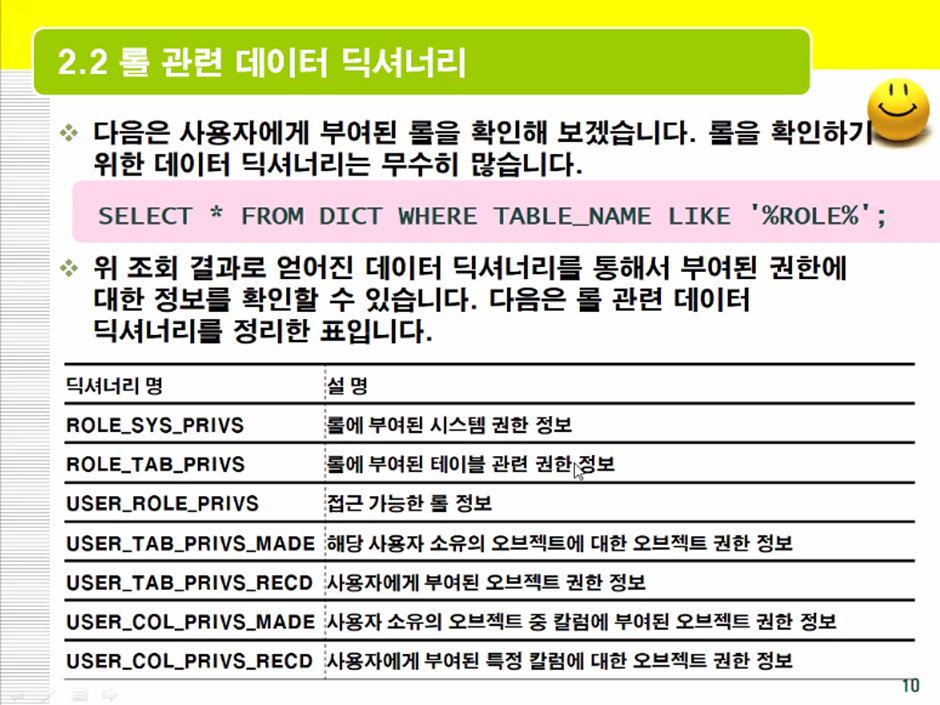 2.2 롤 관련 데이터 딕셔너리
다음은 사용자에게 부여된 롤을 확인해 보겠습니다. 롤을 확인하기
위한 데이터 딕셔너리는 무수히 많습니다.
SELECT * FROM DICT WHERE TABLE_NAME LIKE '%ROLE%';
위 조회 결과로 얻어진 데이터 딕셔너리를 통해서 부여된 권한에
대한 정보를 확인할 수 있습니다. 다음은 롤 관련 데이터
딕셔너리를 정리한 표입니다.
딕셔너리 명 설 명
ROLE_SYS_PRIVS 롤에 부여된 시스템 권한 정보
ROLE_TAB_PRIVS 롤에 부여된 테이블 관련 권한 정보
USER_ROLE_PRIVS 접근 가능한 롤 정보
USER_TAB_PRIVS_MADE 해당 사용자 소유의 오브젝트에 대한 오브젝트 권한 정보
USER_TAB_PRIVS_RECD 사용자에게 부여된 오브젝트 권한 정보
USER_COL_PRIVS_MADE 사용자 소유의 오브젝트 중 칼럼에 부여된 오브젝트 권한 정보
USER_COL_PRIVS_RECD 사용자에게 부여된 특정 칼럼에 대한 오브젝트 권한 정보
10